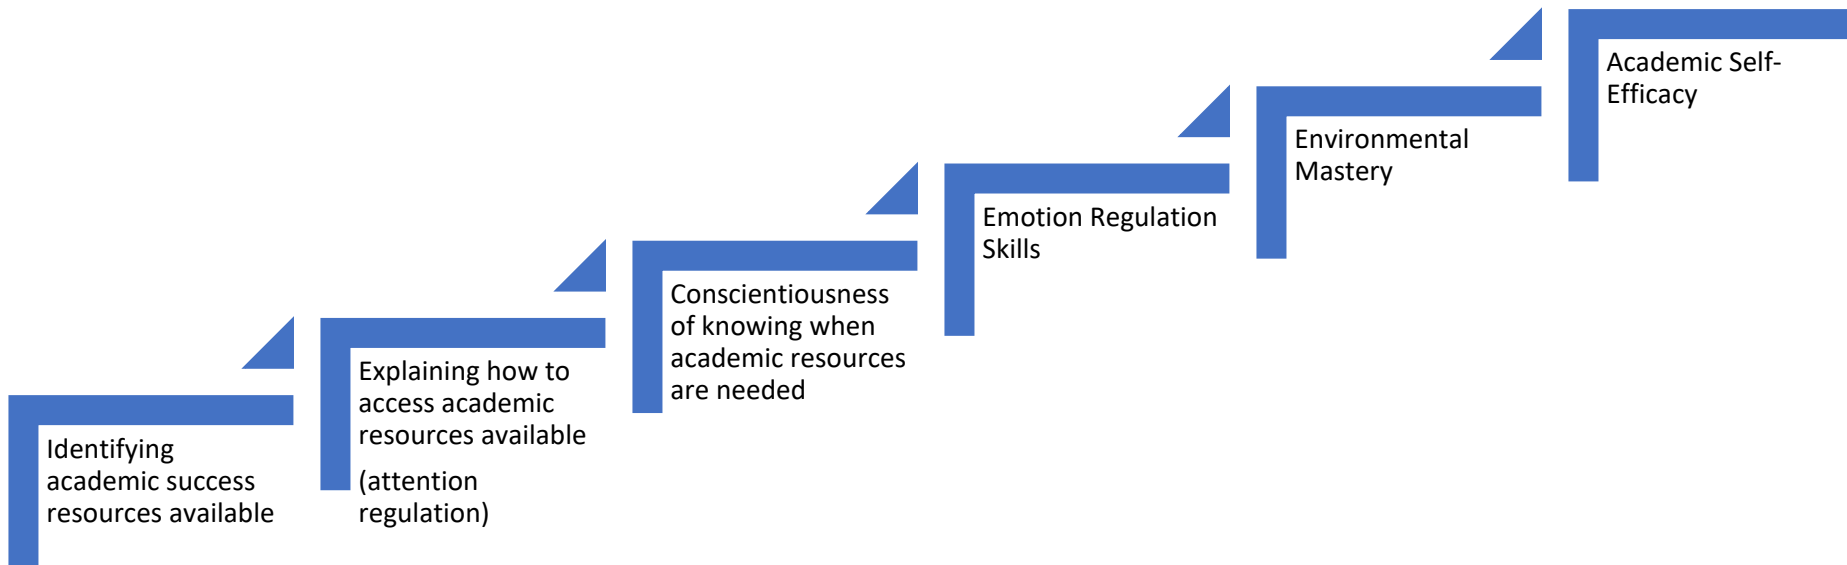 Identifying
academic success
resources available
Explaining how to
access academic
resources available
(attention
regulation)
Conscientiousness
of knowing when
academic resources
are needed
Emotion Regulation
Skills
Environmental
Mastery
Academic Self-
Efficacy